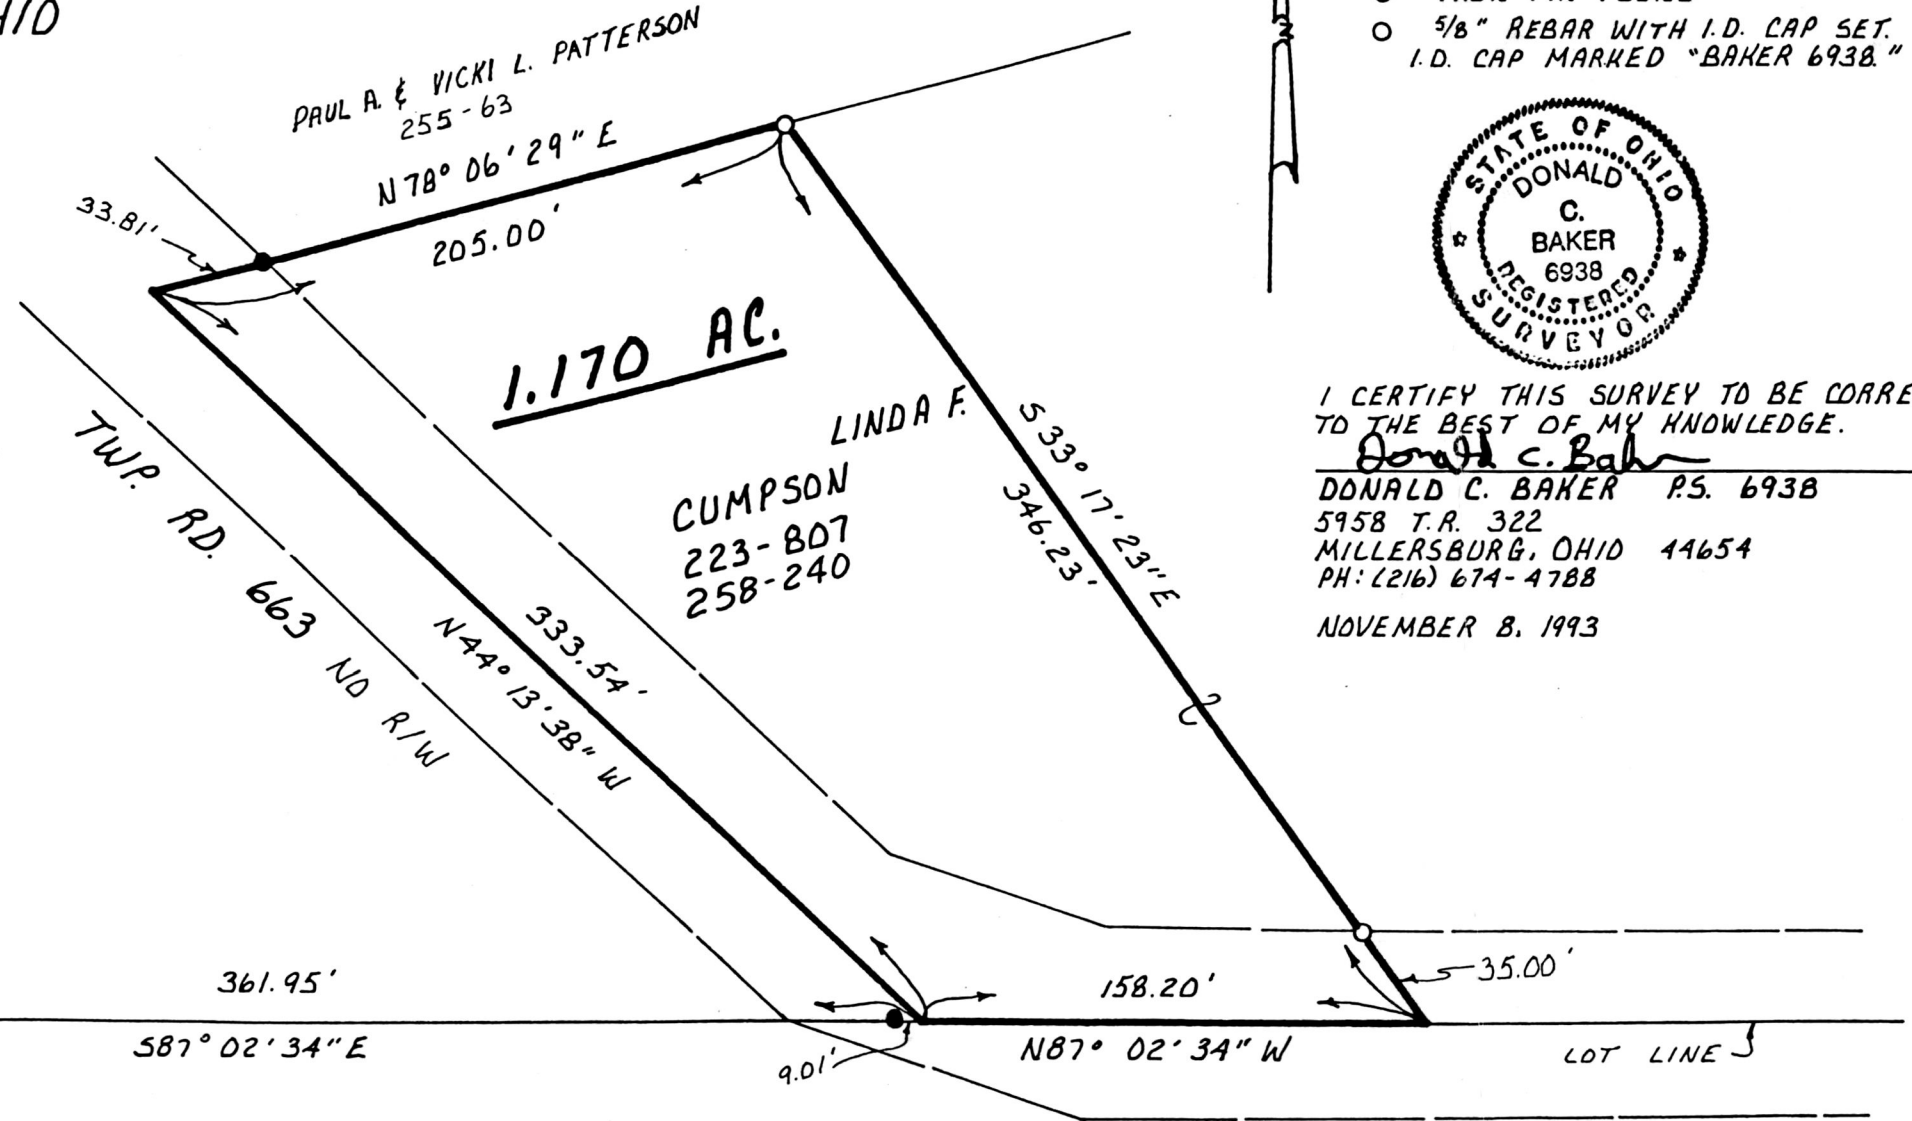 5/8" REBAR WITH I.D. CAP SET.
I.D. CAP MARKED "BAKER 6938."
N
PAUL A. & VICKI L. PATTERSON
255-63
N 78° 06' 29" E
205.00'
33.81'
1.170 AC.
LINDA F.
CUMPSON
223-807
258-240
S 33° 17' 23" E
346.23'
TWP. RD. 663 NO R/W
333.54'
N44° 13' 38" W
361.95'
S87° 02' 34" E
9.01'
158.20'
N87° 02' 34" W
35.00'
LOT LINE
STATE OF OHIO
DONALD
C.
BAKER
6938
REGISTERED
SURVEYOR
I CERTIFY THIS SURVEY TO BE CORRE
TO THE BEST OF MY KNOWLEDGE.
Donald C. Baker
DONALD C. BAKER P.S. 6938
5958 T.R. 322
MILLERSBURG, OHIO 44654
PH: (216) 674-4788
NOVEMBER 8, 1993